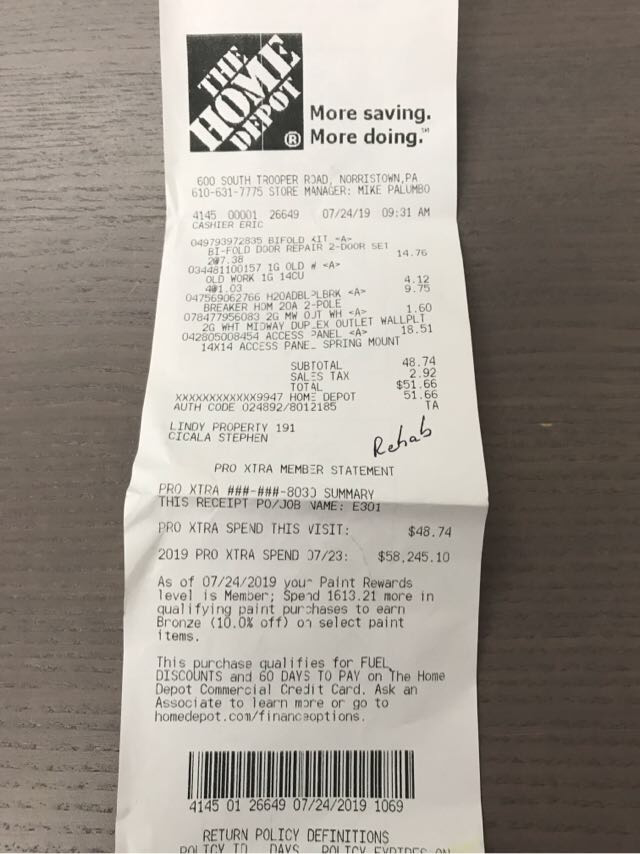 THE
HOME
DEPOT
®
More saving.
More doing.℠
600 SOUTH TROOPER ROAD, NORRISTOWN,PA
610-631-7775 STORE MANAGER: MIKE PALUMBO
4145 00001 26649 07/24/19 09:31 AM
CASHIER ERIC
049793972835 BIFOLD KIT <A>
BI-FOLD DOOR REPAIR 2-DOOR SET
2@7.38 14.76
034481100157 1G OLD W <A>
OLD WORK 1G 14CU
4@1.03 4.12
047569062766 H20ADBLPLBRK <A> 9.75
BREAKER HOM 20A 2-POLE
078477956083 2G MW OUT WH <A> 1.60
2G WHT MIDWAY DUPLEX OUTLET WALLPLT
042805008454 ACCESS PANEL <A> 18.51
14X14 ACCESS PANEL SPRING MOUNT
SUBTOTAL 48.74
SALES TAX 2.92
TOTAL $51.66
XXXXXXXXXXXX9947 HOME DEPOT 51.66
AUTH CODE 024892/8012185 TA
LINDY PROPERTY 191
CICALA STEPHEN
Rehab
PRO XTRA MEMBER STATEMENT
PRO XTRA ###-###-8030 SUMMARY
THIS RECEIPT PO/JOB NAME: E301
PRO XTRA SPEND THIS VISIT: $48.74
2019 PRO XTRA SPEND 07/23: $58,245.10
As of 07/24/2019 your Paint Rewards
level is Member; Spend 1613.21 more in
qualifying paint purchases to earn
Bronze (10.0% off) on select paint
items.
This purchase qualifies for FUEL
DISCOUNTS and 60 DAYS TO PAY on The Home
Depot Commercial Credit Card. Ask an
Associate to learn more or go to
homedepot.com/financeoptions.
4145 01 26649 07/24/2019 1069
RETURN POLICY DEFINITIONS
POLICY ID DAYS POLICY EXPIRES ON